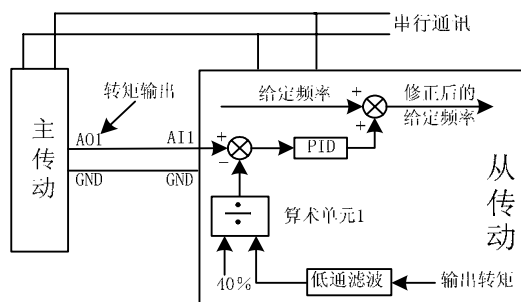 串行通讯
转矩输出
主传动
AO1
AI1
GND
GND
给定频率
修正后的
给定频率
+
+
+
−
PID
从传动
÷
算术单元1
40%
低通滤波
输出转矩